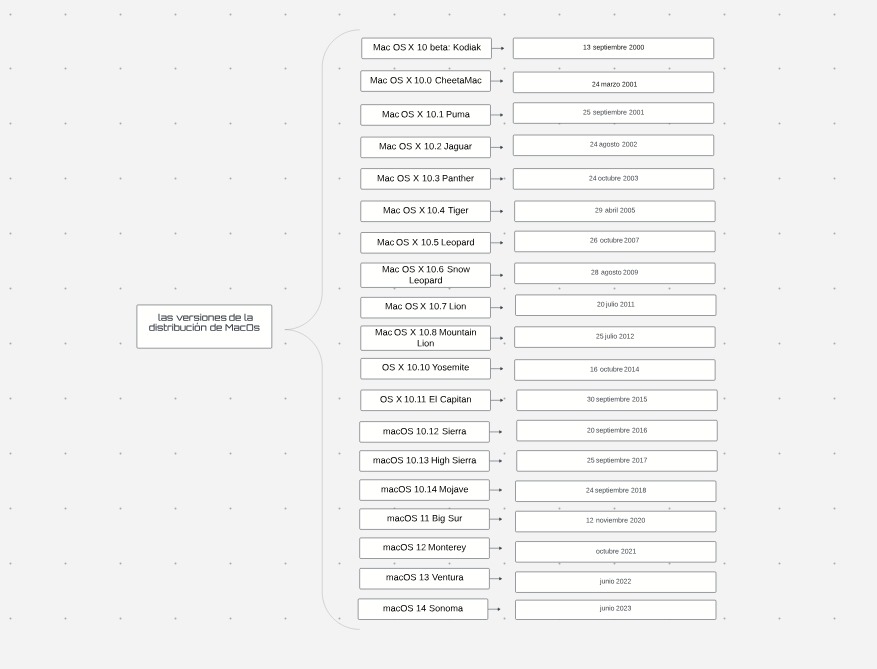 las versiones de la
distribución de MacOs
Mac OS X 10 beta: Kodiak
13 septiembre 2000
Mac OS X 10.0 CheetaMac
24 marzo 2001
Mac OS X 10.1 Puma
25 septiembre 2001
Mac OS X 10.2 Jaguar
24 agosto 2002
Mac OS X 10.3 Panther
24 octubre 2003
Mac OS X 10.4 Tiger
29 abril 2005
Mac OS X 10.5 Leopard
26 octubre 2007
Mac OS X 10.6 Snow
Leopard
28 agosto 2009
Mac OS X 10.7 Lion
20 julio 2011
Mac OS X 10.8 Mountain
Lion
25 julio 2012
OS X 10.10 Yosemite
16 octubre 2014
OS X 10.11 El Capitan
30 septiembre 2015
macOS 10.12 Sierra
20 septiembre 2016
macOS 10.13 High Sierra
25 septiembre 2017
macOS 10.14 Mojave
24 septiembre 2018
macOS 11 Big Sur
12 noviembre 2020
macOS 12 Monterey
octubre 2021
macOS 13 Ventura
junio 2022
macOS 14 Sonoma
junio 2023